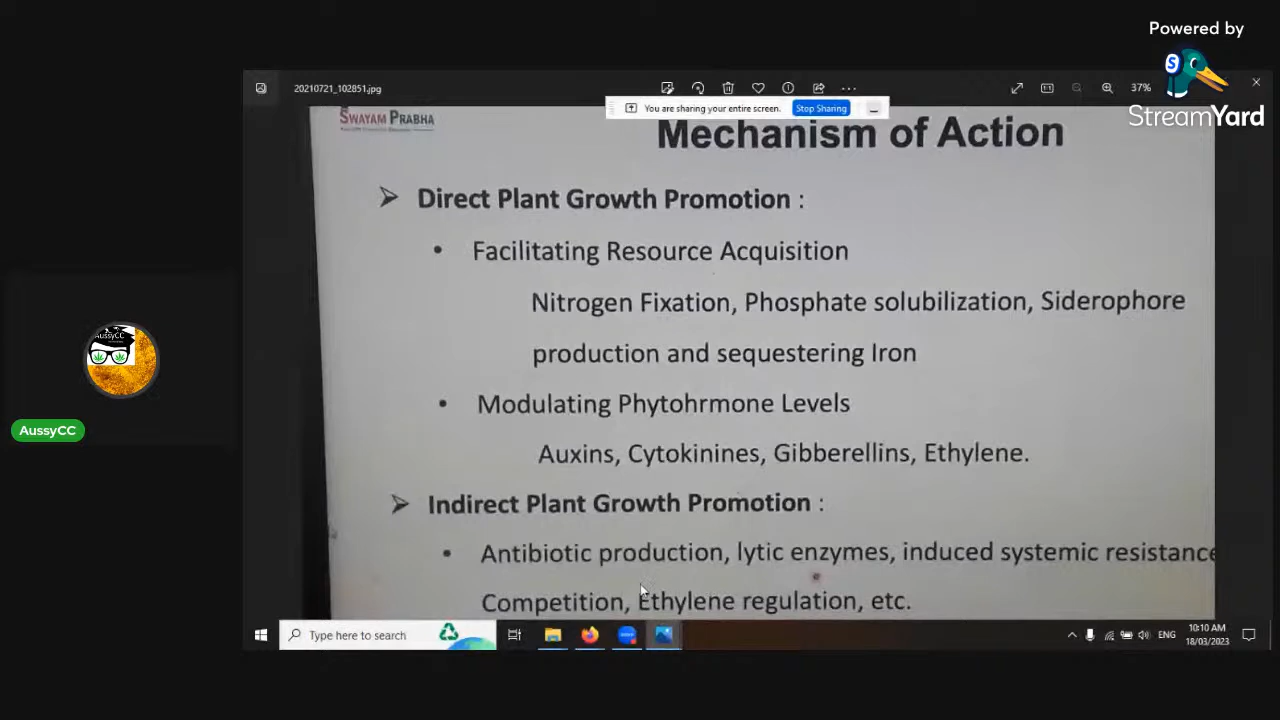 Powered by
StreamYard
20210721_102851.jpg
37%
You are sharing your entire screen.
Stop Sharing
SWAYAM PRABHA
Mechanism of Action
Direct Plant Growth Promotion :
Facilitating Resource Acquisition
Nitrogen Fixation, Phosphate solubilization, Siderophore
production and sequestering Iron
Modulating Phytohrmone Levels
Auxins, Cytokinines, Gibberellins, Ethylene.
Indirect Plant Growth Promotion :
Antibiotic production, lytic enzymes, induced systemic resistance
Competition, Ethylene regulation, etc.
AussyCC
AussyCC
Type here to search
ENG
10:10 AM
18/03/2023